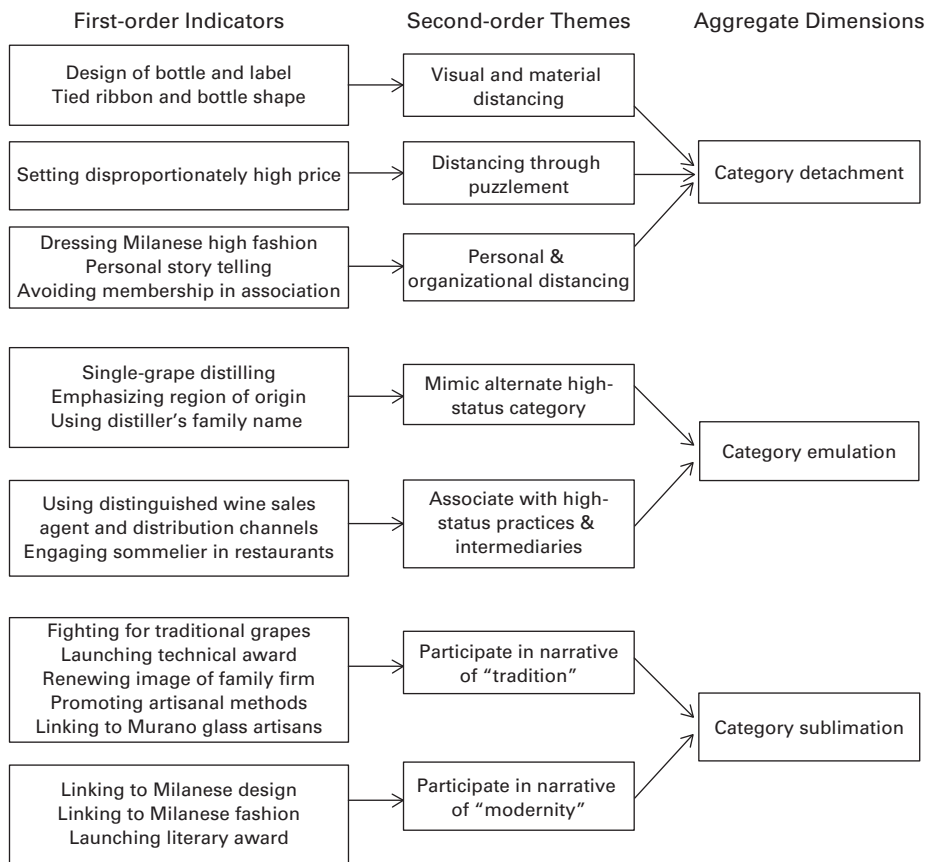 First-order Indicators
Second-order Themes
Aggregate Dimensions
Design of bottle and label
Tied ribbon and bottle shape
Visual and material
distancing
Setting disproportionately high price
Distancing through
puzzlement
Category detachment
Dressing Milanese high fashion
Personal story telling
Avoiding membership in association
Personal &
organizational distancing
Single-grape distilling
Emphasizing region of origin
Using distiller’s family name
Mimic alternate high-
status category
Category emulation
Using distinguished wine sales
agent and distribution channels
Engaging sommelier in restaurants
Associate with high-
status practices &
intermediaries
Fighting for traditional grapes
Launching technical award
Renewing image of family firm
Promoting artisanal methods
Linking to Murano glass artisans
Participate in narrative
of “tradition”
Category sublimation
Linking to Milanese design
Linking to Milanese fashion
Launching literary award
Participate in narrative
of “modernity”